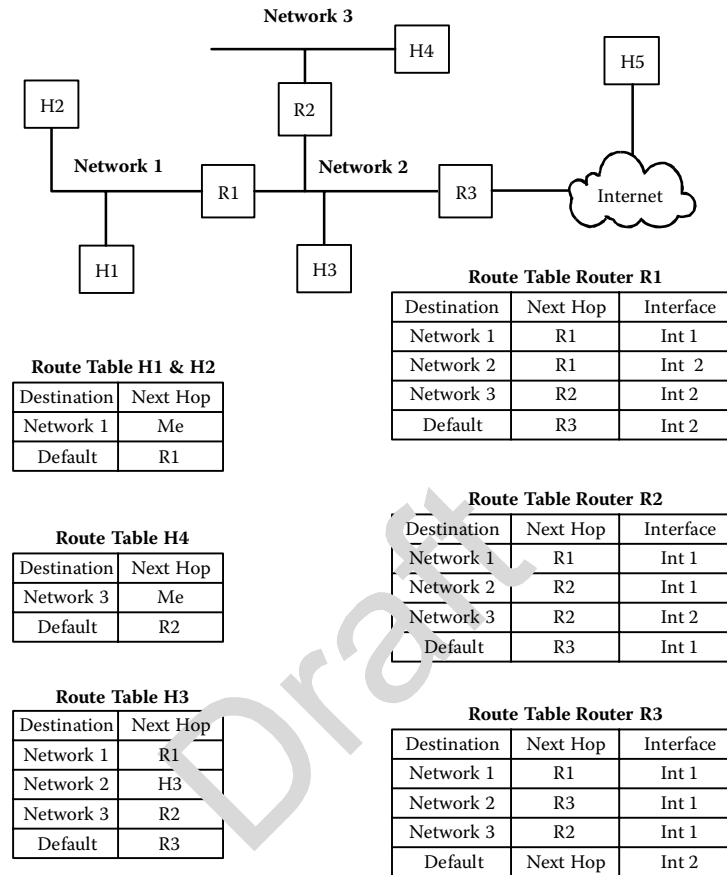 Network 3
H4
H5
H2
R2
Network 1
Network 2
R1
R3
Internet
H1
H3
Route Table Router R1
Destination Next Hop Interface
Network 1 R1 Int 1
Network 2 R1 Int 2
Network 3 R2 Int 2
Default R3 Int 2
Route Table H1 & H2
Destination Next Hop
Network 1 Me
Default R1
Route Table Router R2
Destination Next Hop Interface
Network 1 R1 Int 1
Network 2 R2 Int 1
Network 3 R2 Int 2
Default R3 Int 1
Route Table H4
Destination Next Hop
Network 3 Me
Default R2
Route Table H3
Destination Next Hop
Network 1 R1
Network 2 H3
Network 3 R2
Default R3
Route Table Router R3
Destination Next Hop Interface
Network 1 R1 Int 1
Network 2 R3 Int 1
Network 3 R2 Int 1
Default Next Hop Int 2
Draft